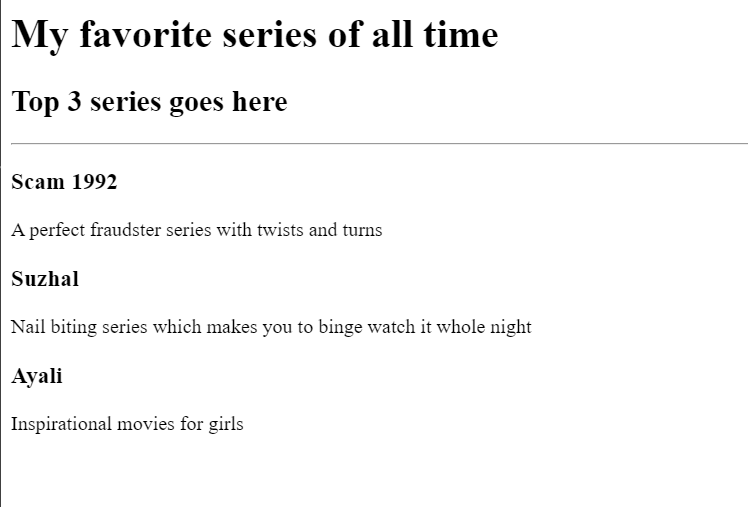 My favorite series of all time
Top 3 series goes here
Scam 1992
A perfect fraudster series with twists and turns
Suzhal
Nail biting series which makes you to binge watch it whole night
Ayali
Inspirational movies for girls